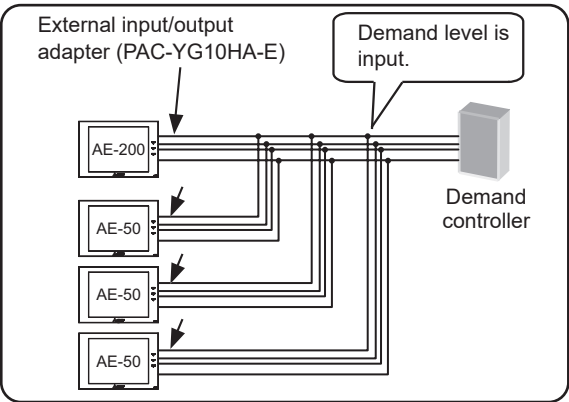 External input/output
adapter (PAC-YG10HA-E)
Demand level is
input.
AE-200
AE-50
AE-50
AE-50
Demand
controller